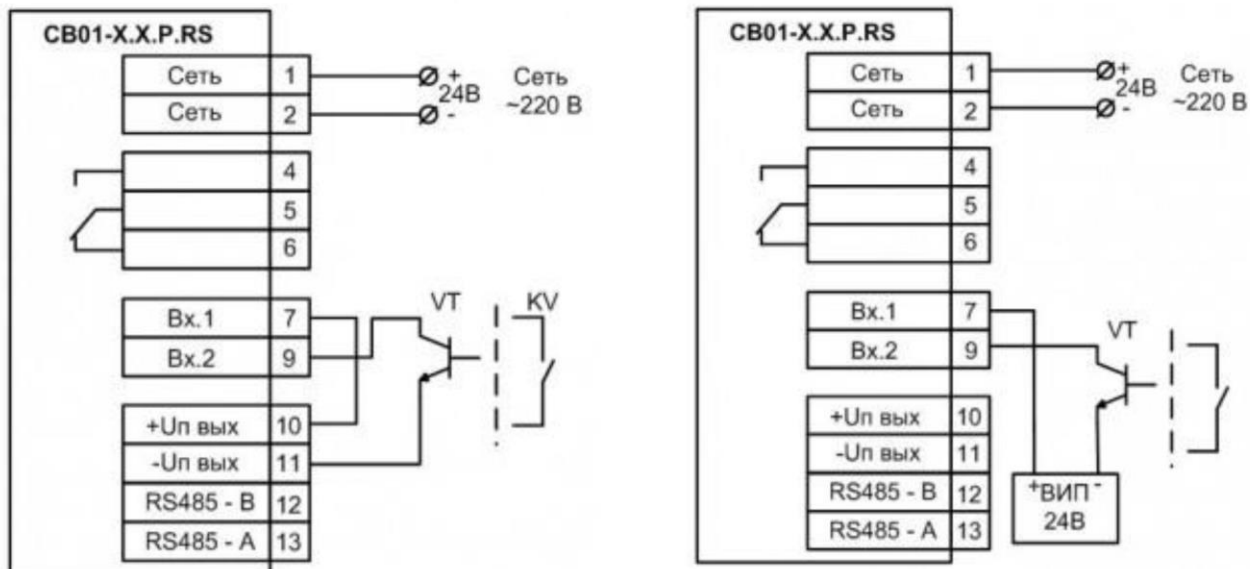 СВ01-Х.Х.Р.RS
Сеть 1
Сеть 2
+
24В
-
Сеть
~220 В
4
5
6
Вх.1 7
Вх.2 9
VT
KV
+Uп вых 10
-Uп вых 11
RS485 - В 12
RS485 - А 13
СВ01-Х.Х.Р.RS
Сеть 1
Сеть 2
+
24В
-
Сеть
~220 В
4
5
6
Вх.1 7
Вх.2 9
VT
+Uп вых 10
-Uп вых 11
RS485 - В 12
RS485 - А 13
+ВИП -
24В